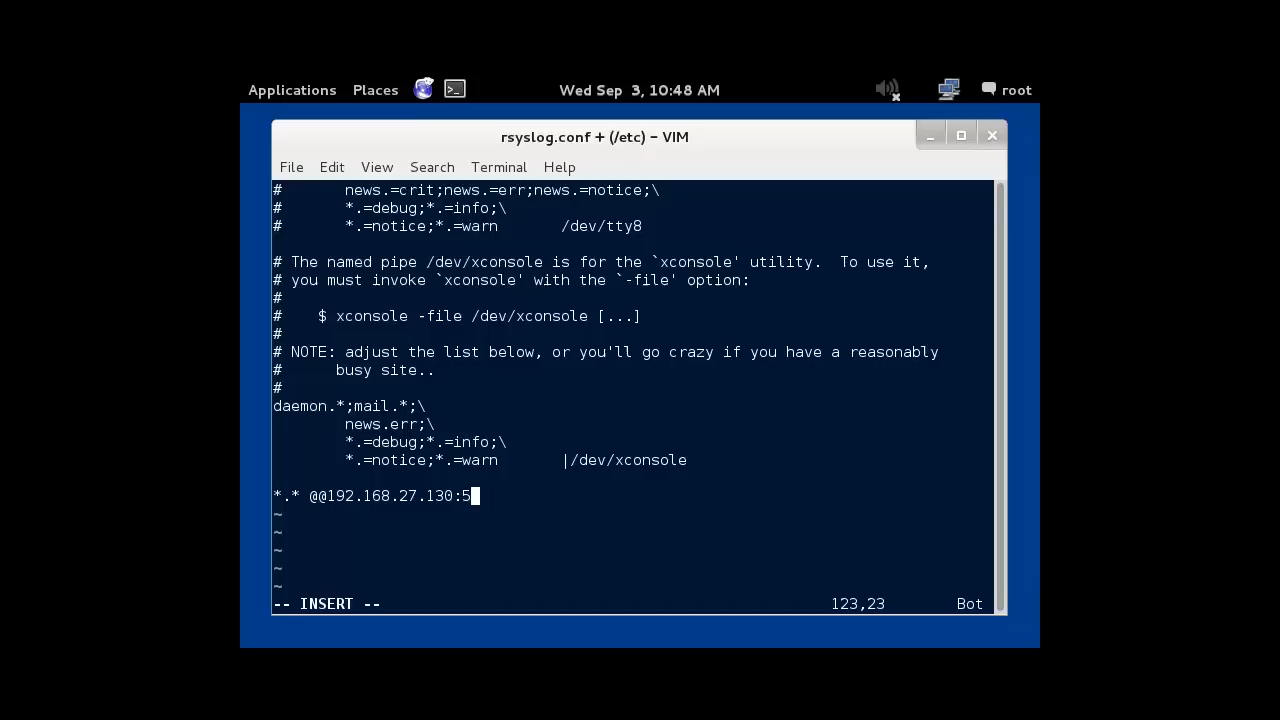 Applications Places Wed Sep 3, 10:48 AM root
rsyslog.conf + (/etc) - VIM
File Edit View Search Terminal Help
#       news.=crit;news.=err;news.=notice;\
#       *.=debug;*.=info;\
#       *.=notice;*.=warn       /dev/tty8
# The named pipe /dev/xconsole is for the `xconsole' utility.  To use it,
# you must invoke `xconsole' with the `-file' option:
#
#    $ xconsole -file /dev/xconsole [...]
#
# NOTE: adjust the list below, or you'll go crazy if you have a reasonably
#      busy site..
#
daemon.*;mail.*;\
        news.err;\
        *.=debug;*.=info;\
        *.=notice;*.=warn       |/dev/xconsole
*.* @@192.168.27.130:5
~
~
~
~
~
-- INSERT -- 123,23 Bot